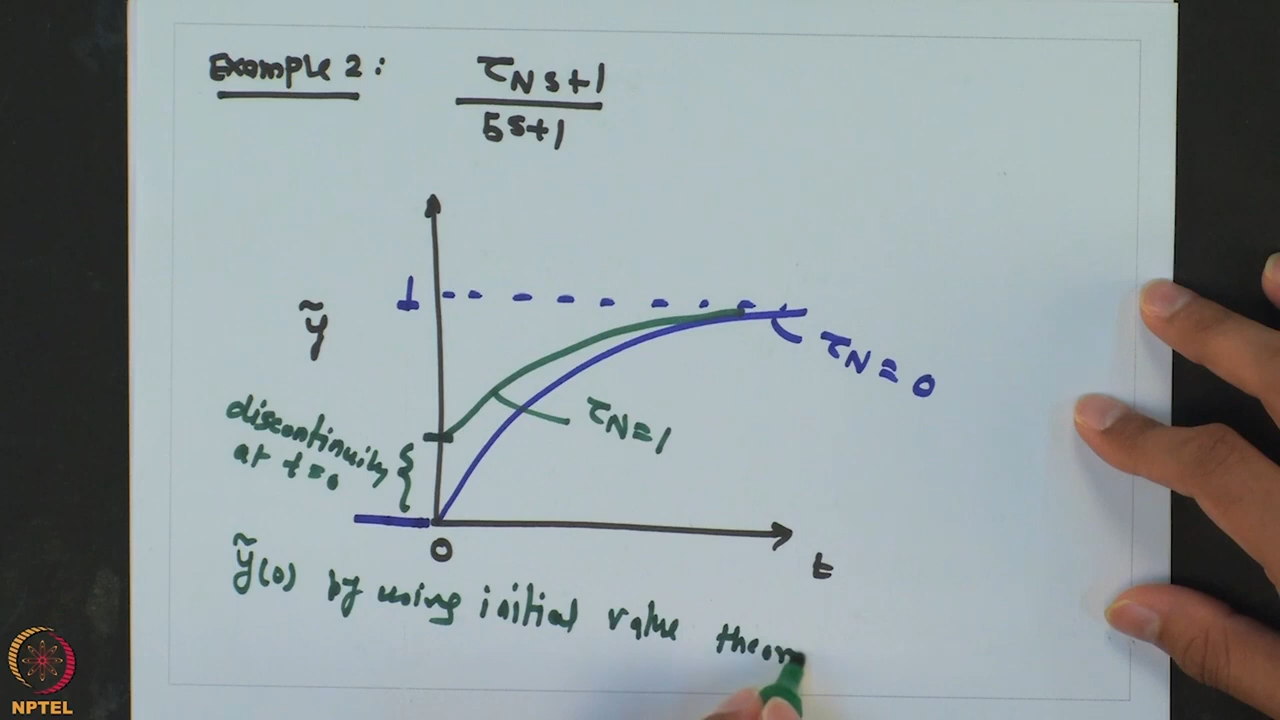 Example 2:
τN s+1
5s+1
1
ỹ
τN=0
τN=1
discontinuity
at t=0
0
t
ỹ(0) by using initial value theor
NPTEL